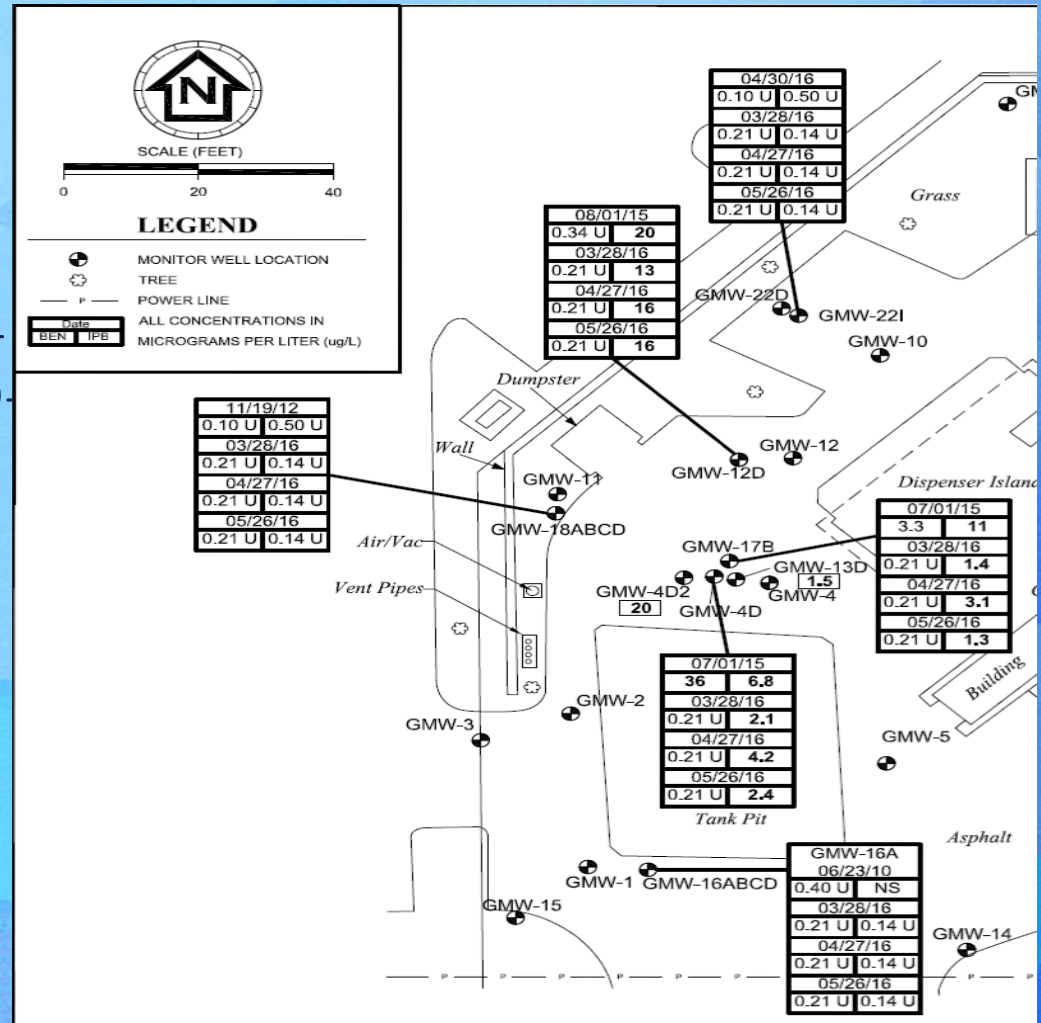 N
SCALE (FEET)
0 20 40
LEGEND
MONITOR WELL LOCATION
TREE
P POWER LINE
Date
BEN IPB
ALL CONCENTRATIONS IN
MICROGRAMS PER LITER (ug/L)
04/30/16
0.10 U 0.50 U
03/28/16
0.21 U 0.14 U
04/27/16
0.21 U 0.14 U
05/26/16
0.21 U 0.14 U
Grass
08/01/15
0.34 U 20
03/28/16
0.21 U 13
04/27/16
0.21 U 16
05/26/16
0.21 U 16
GMW-22D
GMW-22I
GMW-10
Dumpster
11/19/12
0.10 U 0.50 U
03/28/16
0.21 U 0.14 U
04/27/16
0.21 U 0.14 U
05/26/16
0.21 U 0.14 U
Wall
GMW-11
GMW-18ABCD
GMW-12D
GMW-12
Dispenser Island
07/01/15
3.3 11
03/28/16
0.21 U 1.4
04/27/16
0.21 U 3.1
05/26/16
0.21 U 1.3
Air/Vac
Vent Pipes
GMW-17B
GMW-13D
1.5
GMW-4D2
20
GMW-4D
GMW-4
Building
07/01/15
36 6.8
03/28/16
0.21 U 2.1
04/27/16
0.21 U 4.2
05/26/16
0.21 U 2.4
Tank Pit
GMW-2
GMW-3
GMW-5
Asphalt
GMW-1
GMW-16ABCD
GMW-16A
06/23/10
0.40 U NS
03/28/16
0.21 U 0.14 U
04/27/16
0.21 U 0.14 U
05/26/16
0.21 U 0.14 U
GMW-15
GMW-14
P P P P P P P P